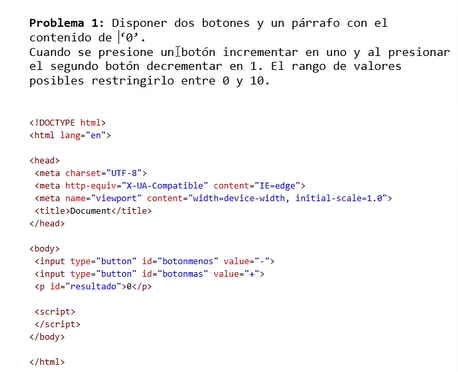 Problema 1: Disponer dos botones y un párrafo con el
contenido de ‘0’.
Cuando se presione un botón incrementar en uno y al presionar
el segundo botón decrementar en 1. El rango de valores
posibles restringirlo entre 0 y 10.
<!DOCTYPE html>
<html lang="en">
<head>
<meta charset="UTF-8">
<meta http-equiv="X-UA-Compatible" content="IE=edge">
<meta name="viewport" content="width=device-width, initial-scale=1.0">
<title>Document</title>
</head>
<body>
<input type="button" id="botonmenos" value="-">
<input type="button" id="botonmas" value="+">
<p id="resultado">0</p>
<script>
</script>
</body>
</html>